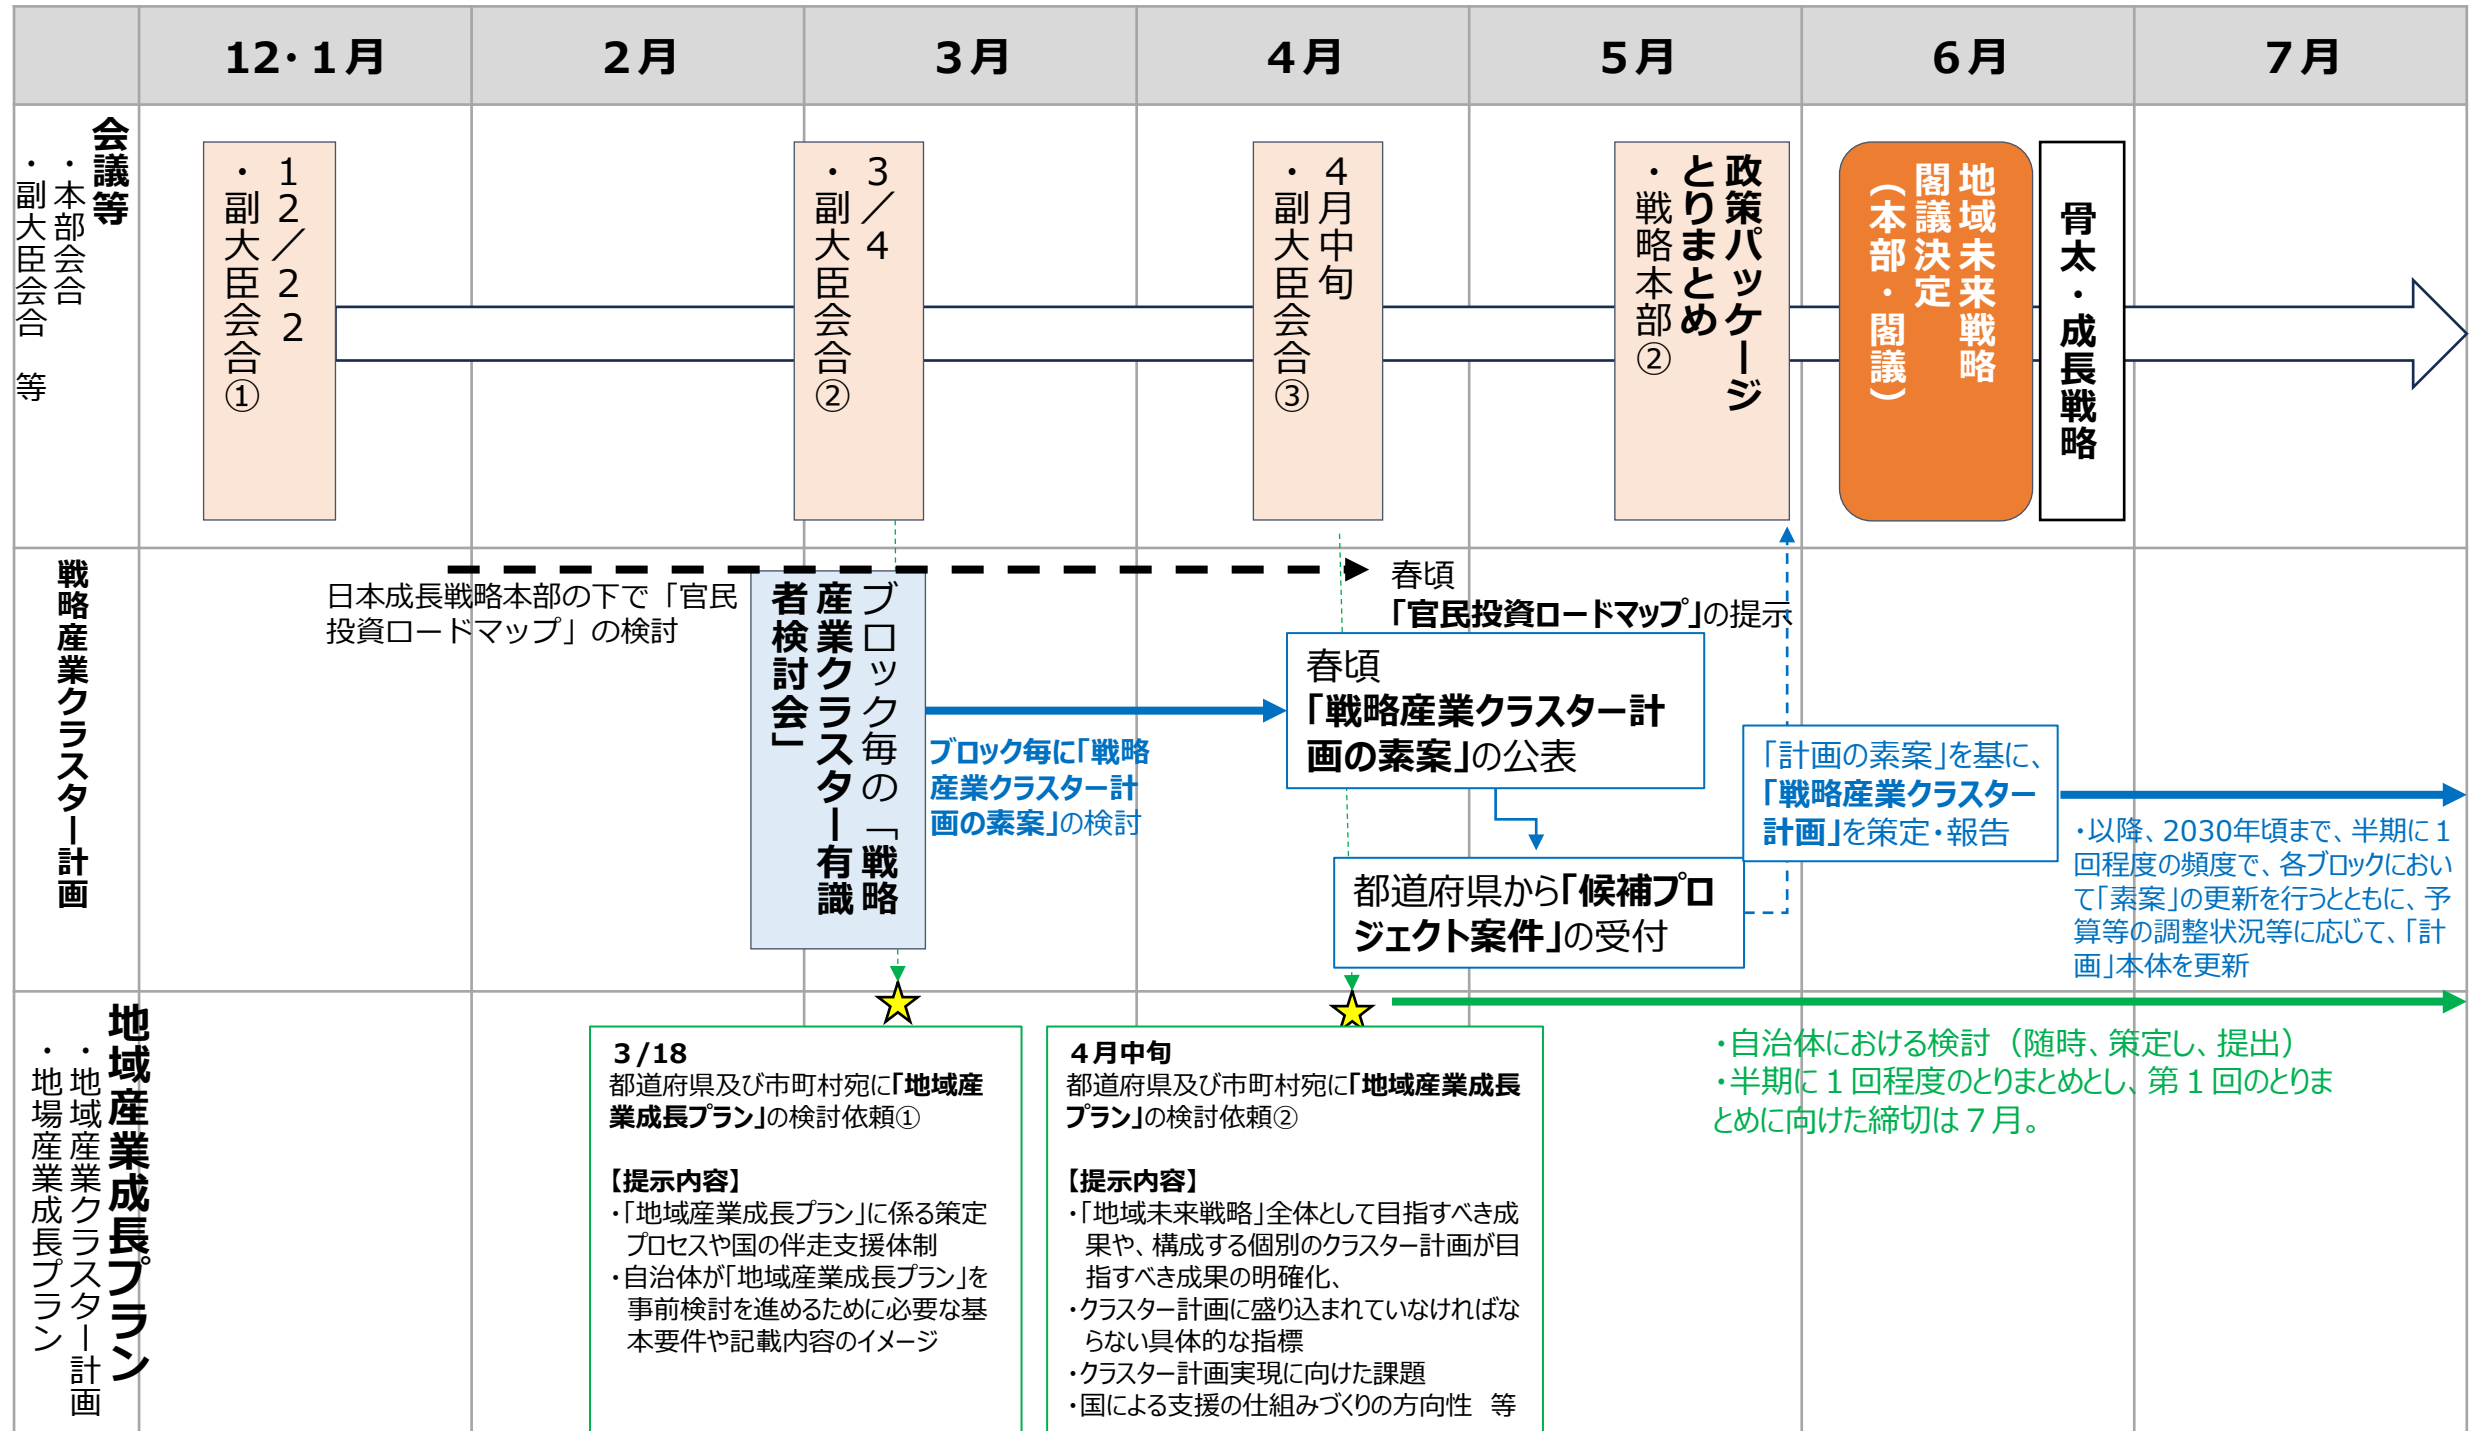 12・１月
２月
３月
４月
５月
６月
７月
会議等
・本部会合
・副大臣会合　等
１２／２２
・副大臣会合①
３／４
・副大臣会合②
４月中旬
・副大臣会合③
政策パッケージ
とりまとめ
・戦略本部②
地域未来戦略
閣議決定
（本部・閣議）
骨太・成長戦略
戦略産業クラスター計画
日本成長戦略本部の下で「官民
投資ロードマップ」の検討
春頃
「官民投資ロードマップ」の提示
ブロック毎の「戦略
産業クラスター有識
者検討会」
ブロック毎に「戦略
産業クラスター計
画の素案」の検討
春頃
「戦略産業クラスター計
画の素案」の公表
都道府県から「候補プロ
ジェクト案件」の受付
「計画の素案」を基に、
「戦略産業クラスター
計画」を策定・報告
・以降、2030年頃まで、半期に１
回程度の頻度で、各ブロックにおい
て「素案」の更新を行うとともに、予
算等の調整状況等に応じて、「計
画」本体を更新
地域産業成長プラン
・地域産業クラスター計画
・地場産業成長プラン
３/18
都道府県及び市町村宛に「地域産
業成長プラン」の検討依頼①
【提示内容】
・「地域産業成長プラン」に係る策定
プロセスや国の伴走支援体制
・自治体が「地域産業成長プラン」を
事前検討を進めるために必要な基
本要件や記載内容のイメージ
４月中旬
都道府県及び市町村宛に「地域産業成長
プラン」の検討依頼②
【提示内容】
・「地域未来戦略」全体として目指すべき成
果や、構成する個別のクラスター計画が目
指すべき成果の明確化、
・クラスター計画に盛り込まれていなければな
らない具体的な指標
・クラスター計画実現に向けた課題
・国による支援の仕組みづくりの方向性　等
・自治体における検討（随時、策定し、提出）
・半期に１回程度のとりまとめとし、第１回のとりま
とめに向けた締切は７月。